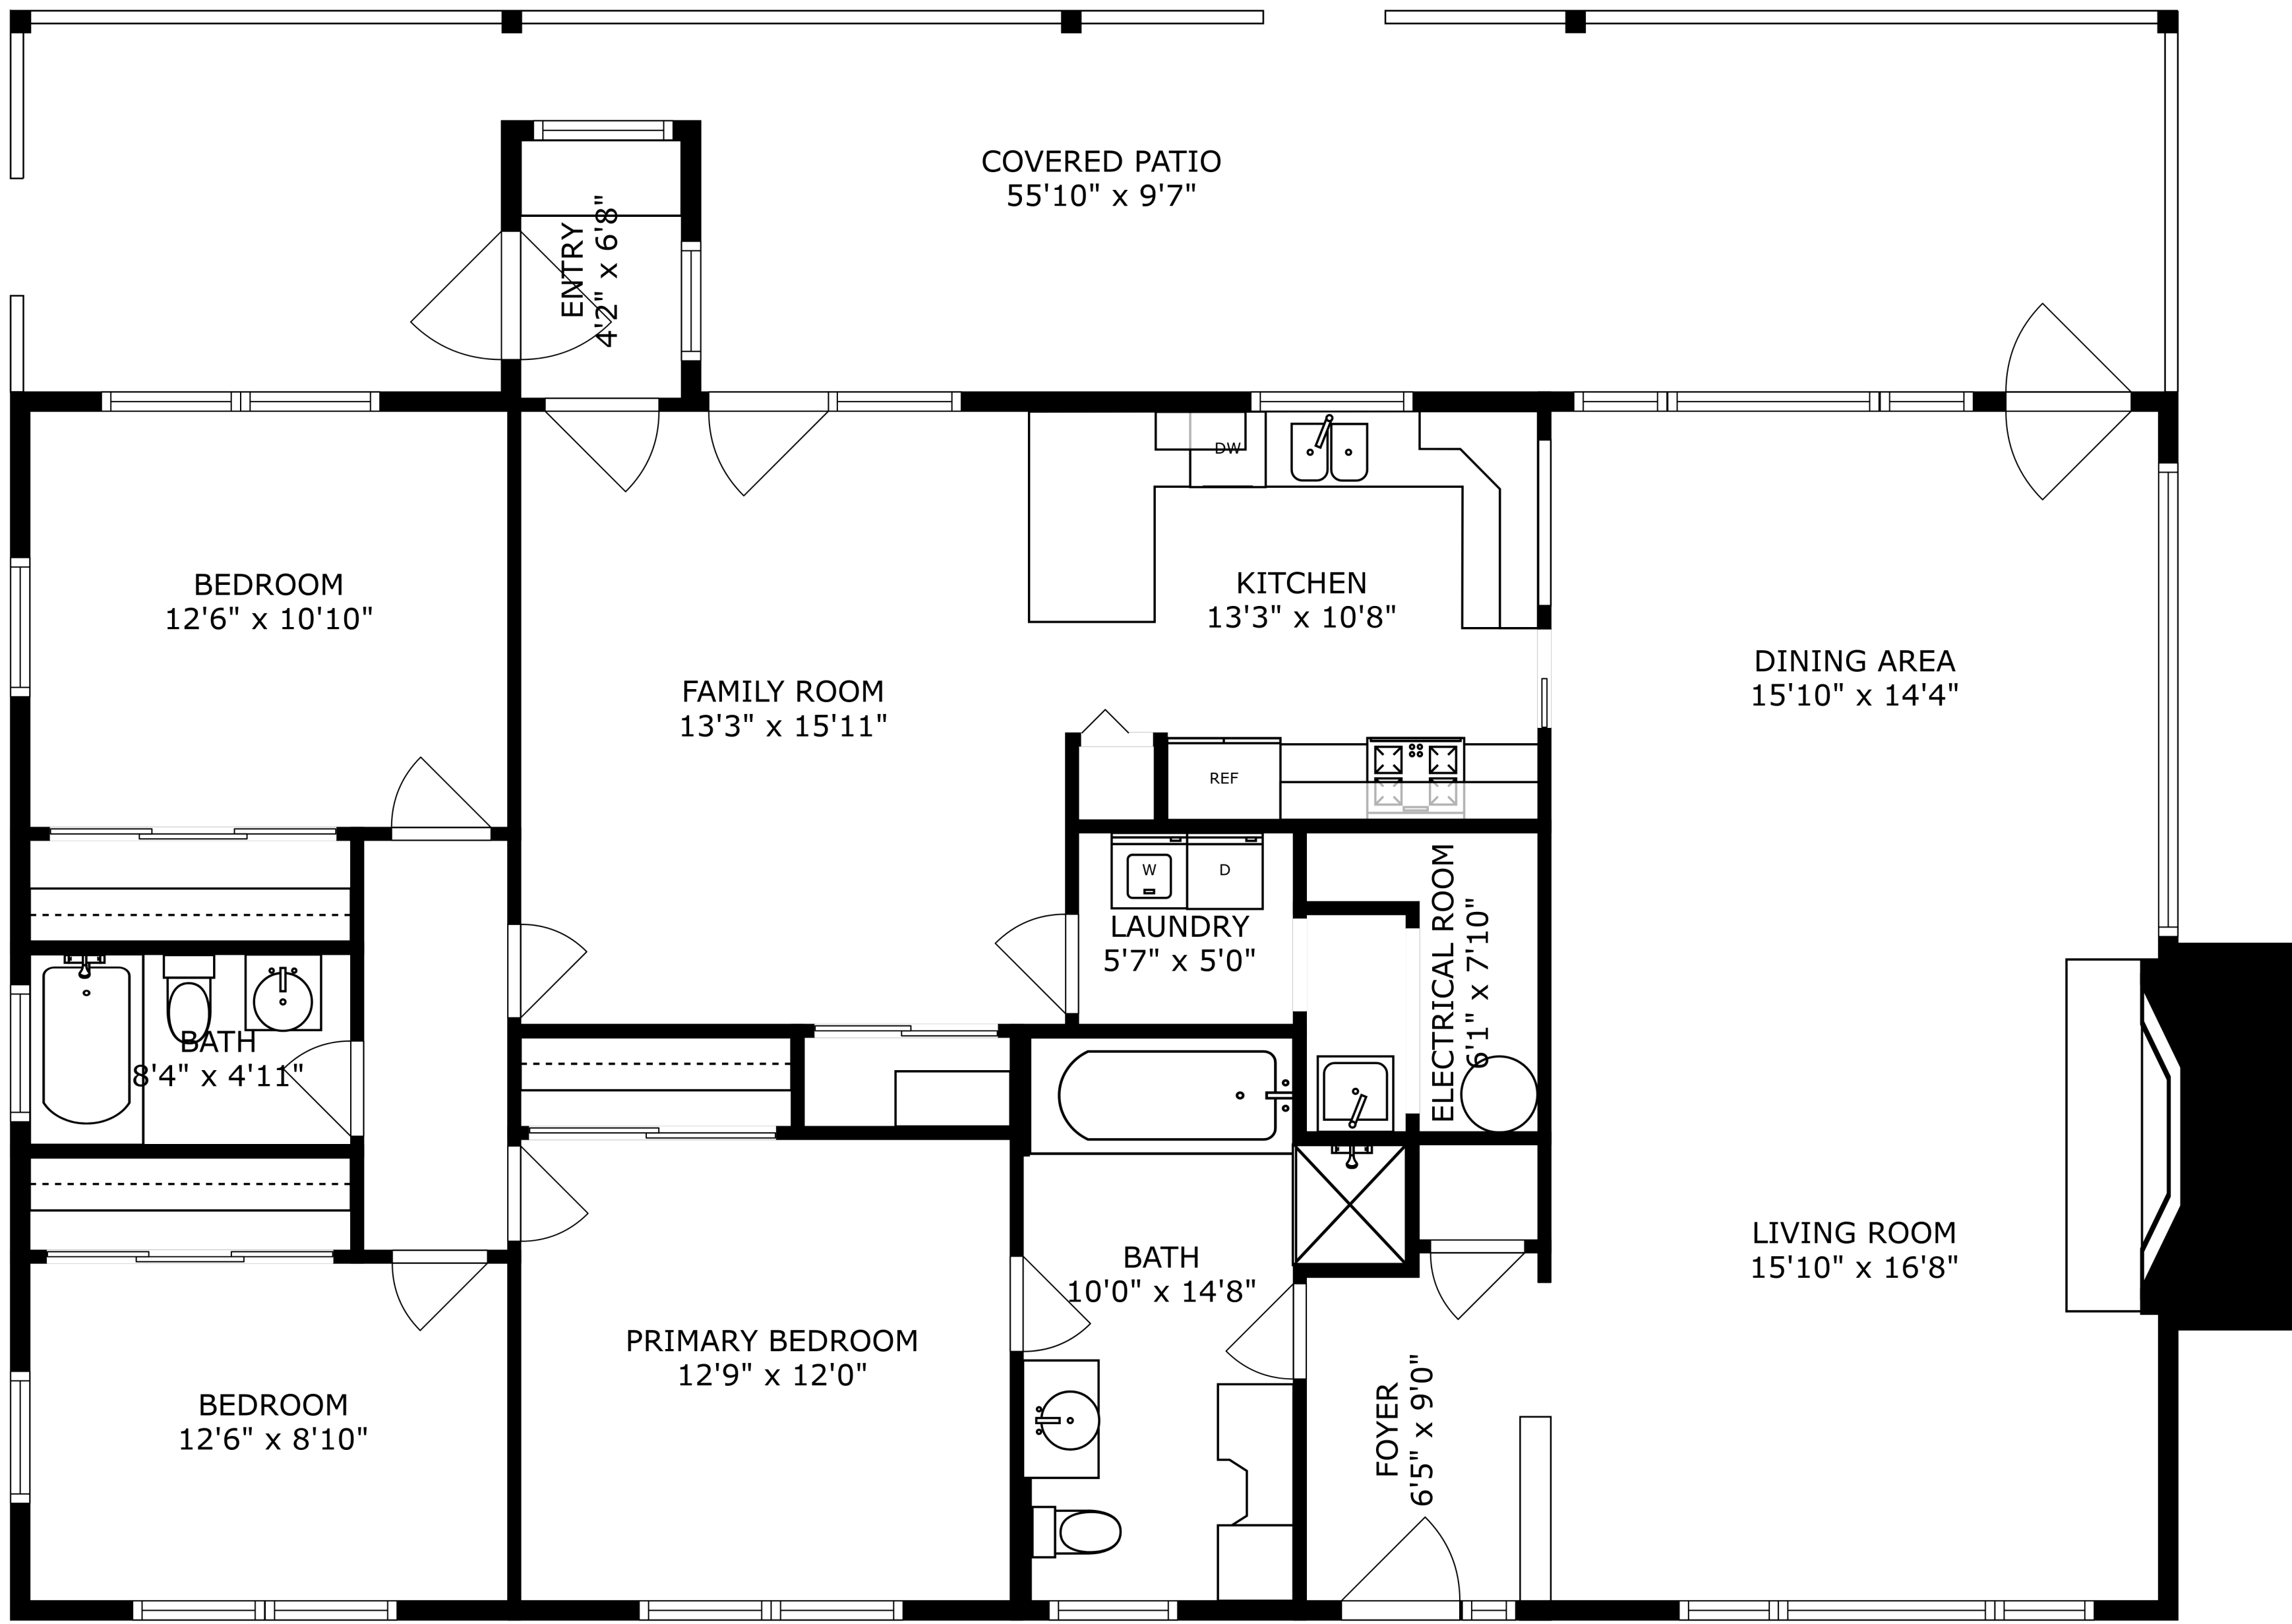 COVERED PATIO
55'10" x 9'7"
ENTRY
4'2" x 6'8"
DW
BEDROOM
12'6" x 10'10"
KITCHEN
13'3" x 10'8"
FAMILY ROOM
13'3" x 15'11"
DINING AREA
15'10" x 14'4"
REF
W
D
LAUNDRY
5'7" x 5'0"
ELECTRICAL ROOM
6'1" x 7'10"
BATH
8'4" x 4'11"
LIVING ROOM
15'10" x 16'8"
BATH
10'0" x 14'8"
PRIMARY BEDROOM
12'9" x 12'0"
BEDROOM
12'6" x 8'10"
FOYER
6'5" x 9'0"